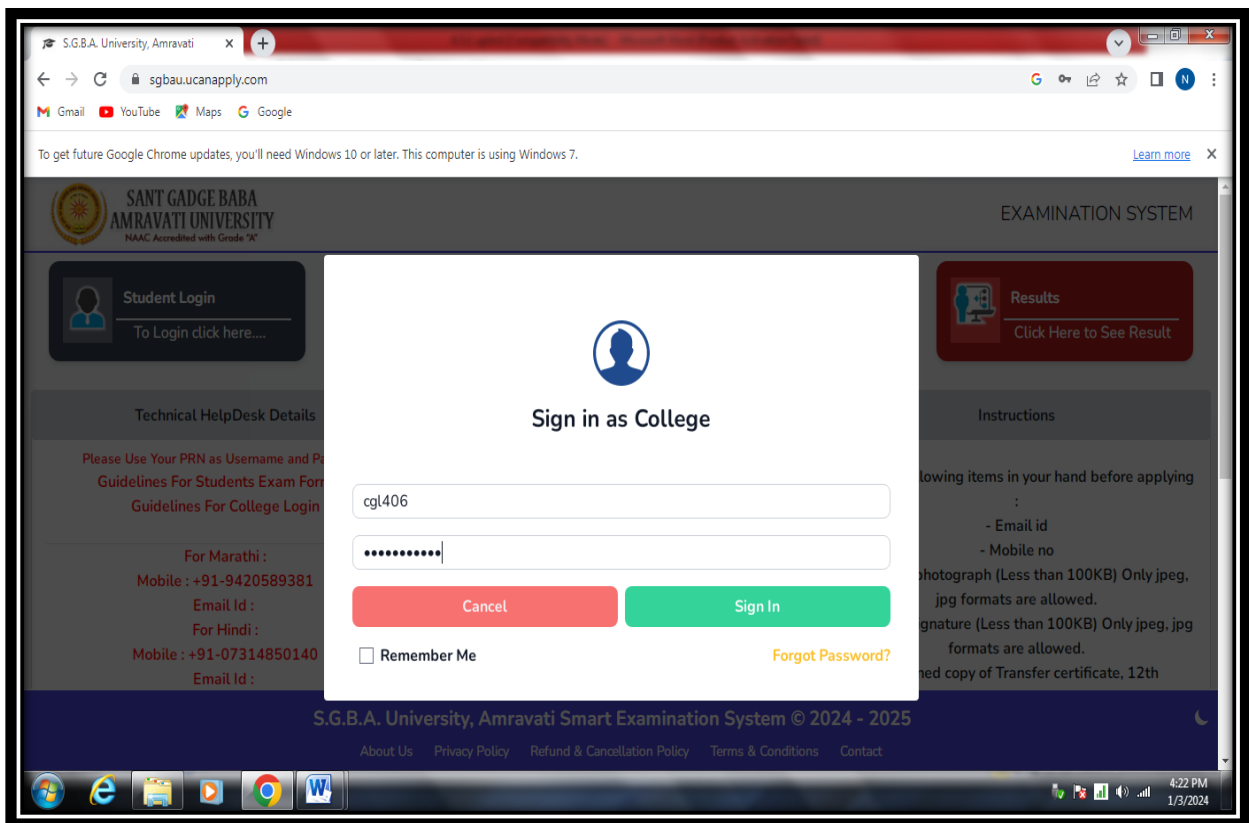 S.G.B.A. University, Amravati
sgbau.ucanapply.com
N
Gmail YouTube Maps Google
To get future Google Chrome updates, you'll need Windows 10 or later. This computer is using Windows 7.
Learn more
SANT GADGE BABA
AMRAVATI UNIVERSITY
NAAC Accredited with Grade "A"
EXAMINATION SYSTEM
Student Login
To Login click here....
Results
Click Here to See Result
Technical HelpDesk Details
Please Use Your PRN as Username and
Guidelines For Students Exam
Guidelines For College Login
For Marathi :
Mobile : +91-9420589381
Email Id :
For Hindi :
Mobile : +91-07314850140
Email Id :
Sign in as College
cgl406
•••••••••••
Cancel
Sign In
Remember Me
Forgot Password?
Instructions
items in your hand before applying
:
- Email id
- Mobile no
(Less than 100KB) Only jpeg,
jpg formats are allowed.
(Less than 100KB) Only jpeg, jpg
formats are allowed.
copy of Transfer certificate, 12th
S.G.B.A. University, Amravati Smart Examination System © 2024 - 2025
About Us Privacy Policy Refund & Cancellation Policy Terms & Conditions Contact
4:22 PM
1/3/2024